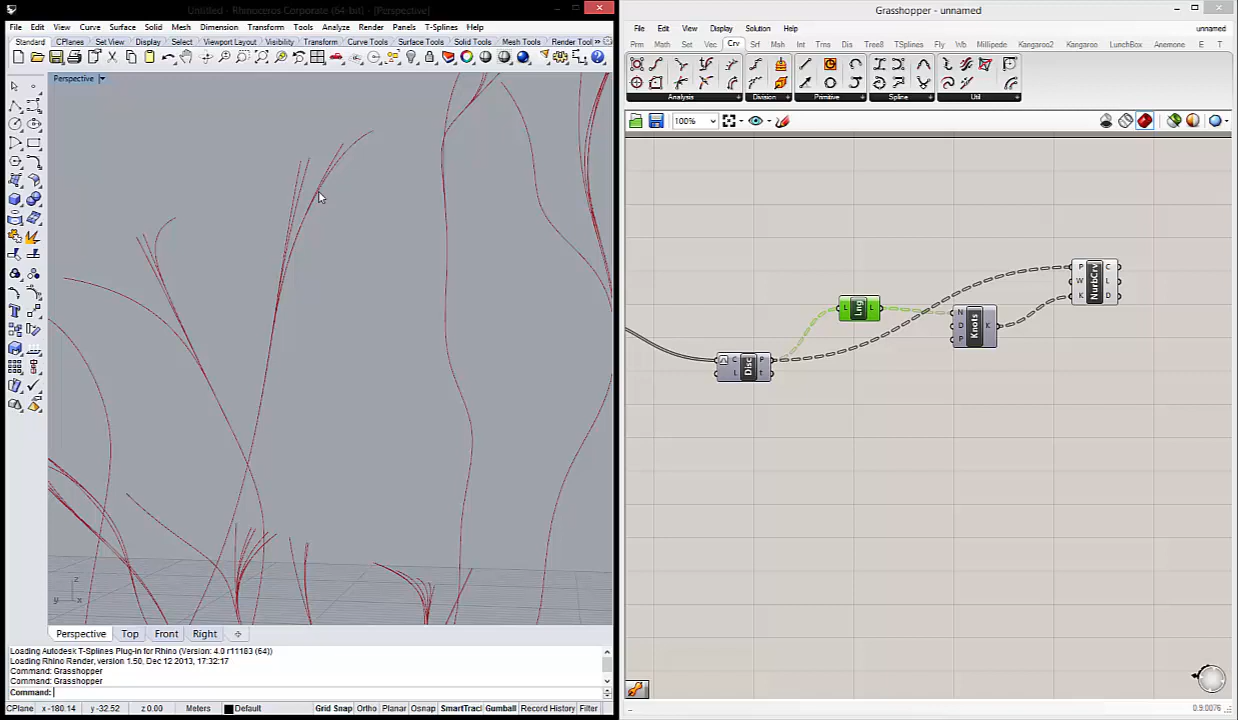 Untitled - Rhinoceros Corporate (64-bit) - [Perspective]
File Edit View Curve Surface Solid Mesh Dimension Transform Tools Analyze Render Panels T-Splines Help
Standard CPlanes Set View Display Select Viewport Layout Visibility Transform Curve Tools Surface Tools Solid Tools Mesh Tools Render Tool »
Perspective
z
y x
Perspective Top Front Right
Loading Autodesk T-Splines Plug-in for Rhino (Version: 4.0 r11183 (64))
Loading Rhino Render, version 1.50, Dec 12 2013, 17:32:17
Command: Grasshopper
Command: Grasshopper
Command:
CPlane x -180.14 y -32.52 z 0.00 Meters Default Grid Snap Ortho Planar Osnap SmartTracl Gumball Record History Filter
Grasshopper - unnamed
File Edit View Display Solution Help unnamed
Prm Math Set Vec Crv Srf Msh Int Trns Dis Tree8 TSplines Fly Wb Millipede Kangaroo2 Kangaroo LunchBox Anemone E T
Analysis Division Primitive Spline Util
100%
P C
W NurbCrv L
K D
L Lng L
N
D Knots K
P
C Disc P
L t
0.9.0076